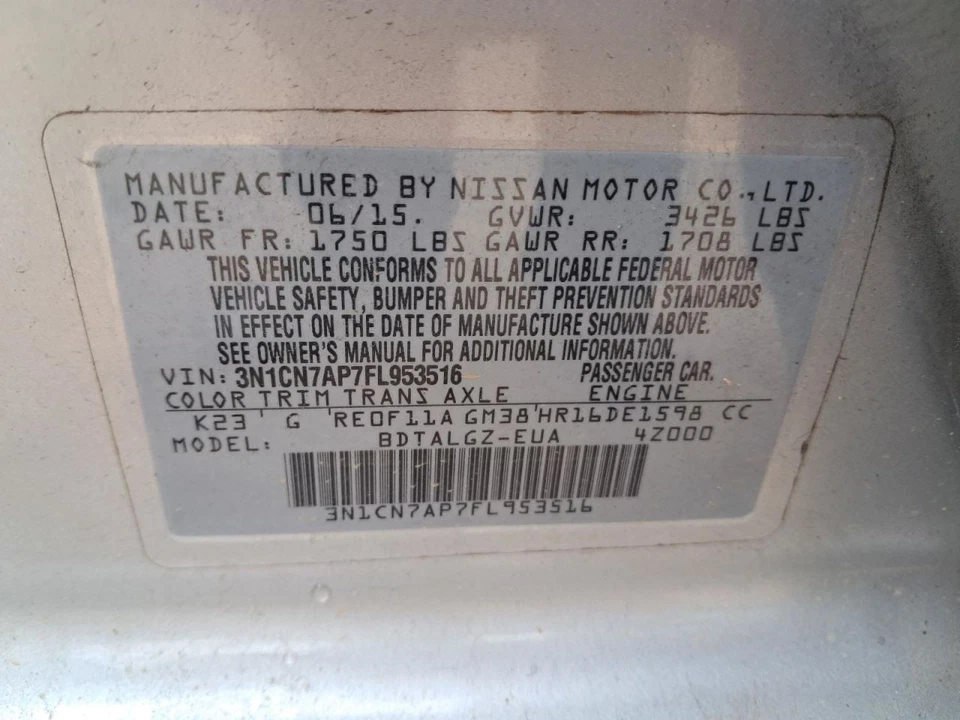 MANUFACTURED BY NISSAN MOTOR CO.,LTD.
DATE: 06/15. GVWR: 3426 LBS
GAWR FR: 1750 LBS GAWR RR: 1708 LBS
THIS VEHICLE CONFORMS TO ALL APPLICABLE FEDERAL MOTOR
VEHICLE SAFETY, BUMPER AND THEFT PREVENTION STANDARDS
IN EFFECT ON THE DATE OF MANUFACTURE SHOWN ABOVE.
SEE OWNER'S MANUAL FOR ADDITIONAL INFORMATION.
VIN: 3N1CN7AP7FL953516 PASSENGER CAR.
COLOR TRIM TRANS AXLE ENGINE
K23 G RE0F11A GM38 HR16DE1598 CC
MODEL: BDTALGZ-EUA 4Z000
3N1CN7AP7FL953516